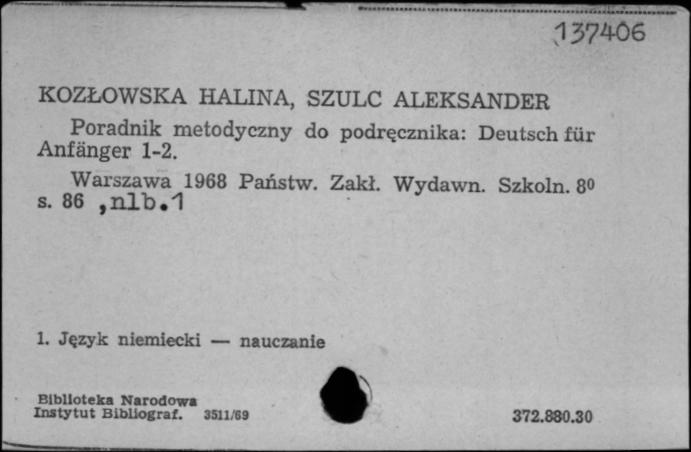 137406
KOZŁOWSKA HALINA, SZULC ALEKSANDER
Poradnik metodyczny do podręcznika: Deutsch für
Anfänger 1-2.
Warszawa 1968 Państw. Zakł. Wydawn. Szkoln. 8⁰
s. 86 ,nlb.1
1. Język niemiecki — nauczanie
Biblioteka Narodowa
Instytut Bibliograf. 3511/69
372.880.30